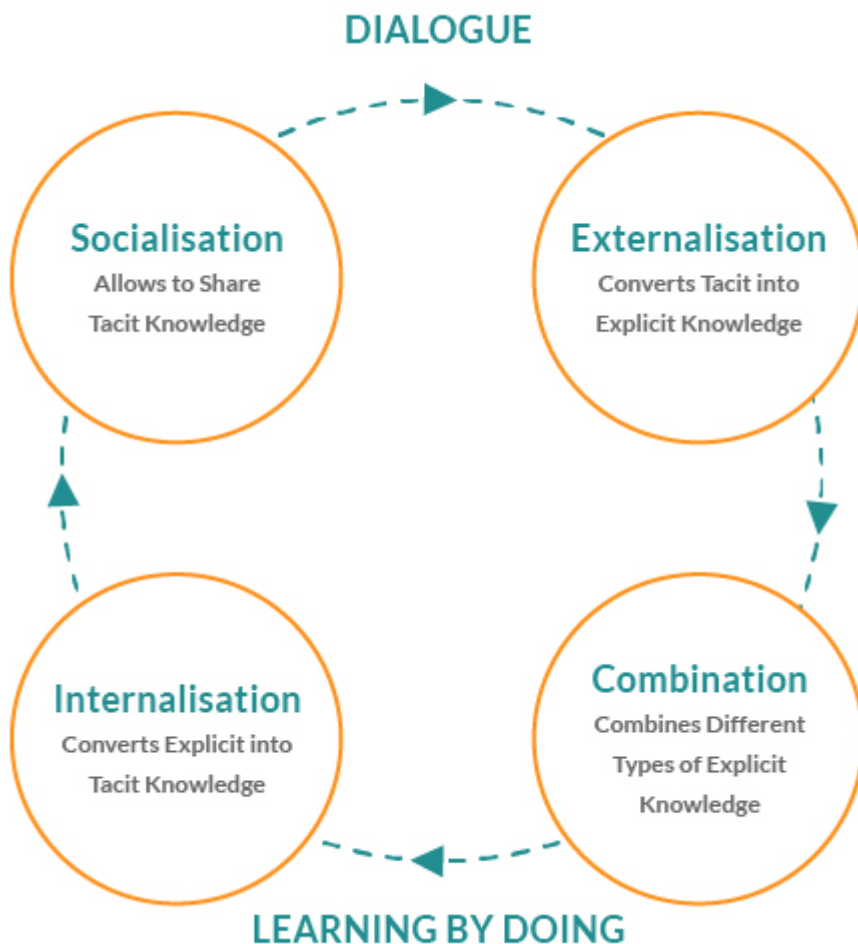 DIALOGUE
Socialisation
Allows to Share
Tacit Knowledge
Externalisation
Converts Tacit into
Explicit Knowledge
Internalisation
Converts Explicit into
Tacit Knowledge
Combination
Combines Different
Types of Explicit
Knowledge
LEARNING BY DOING